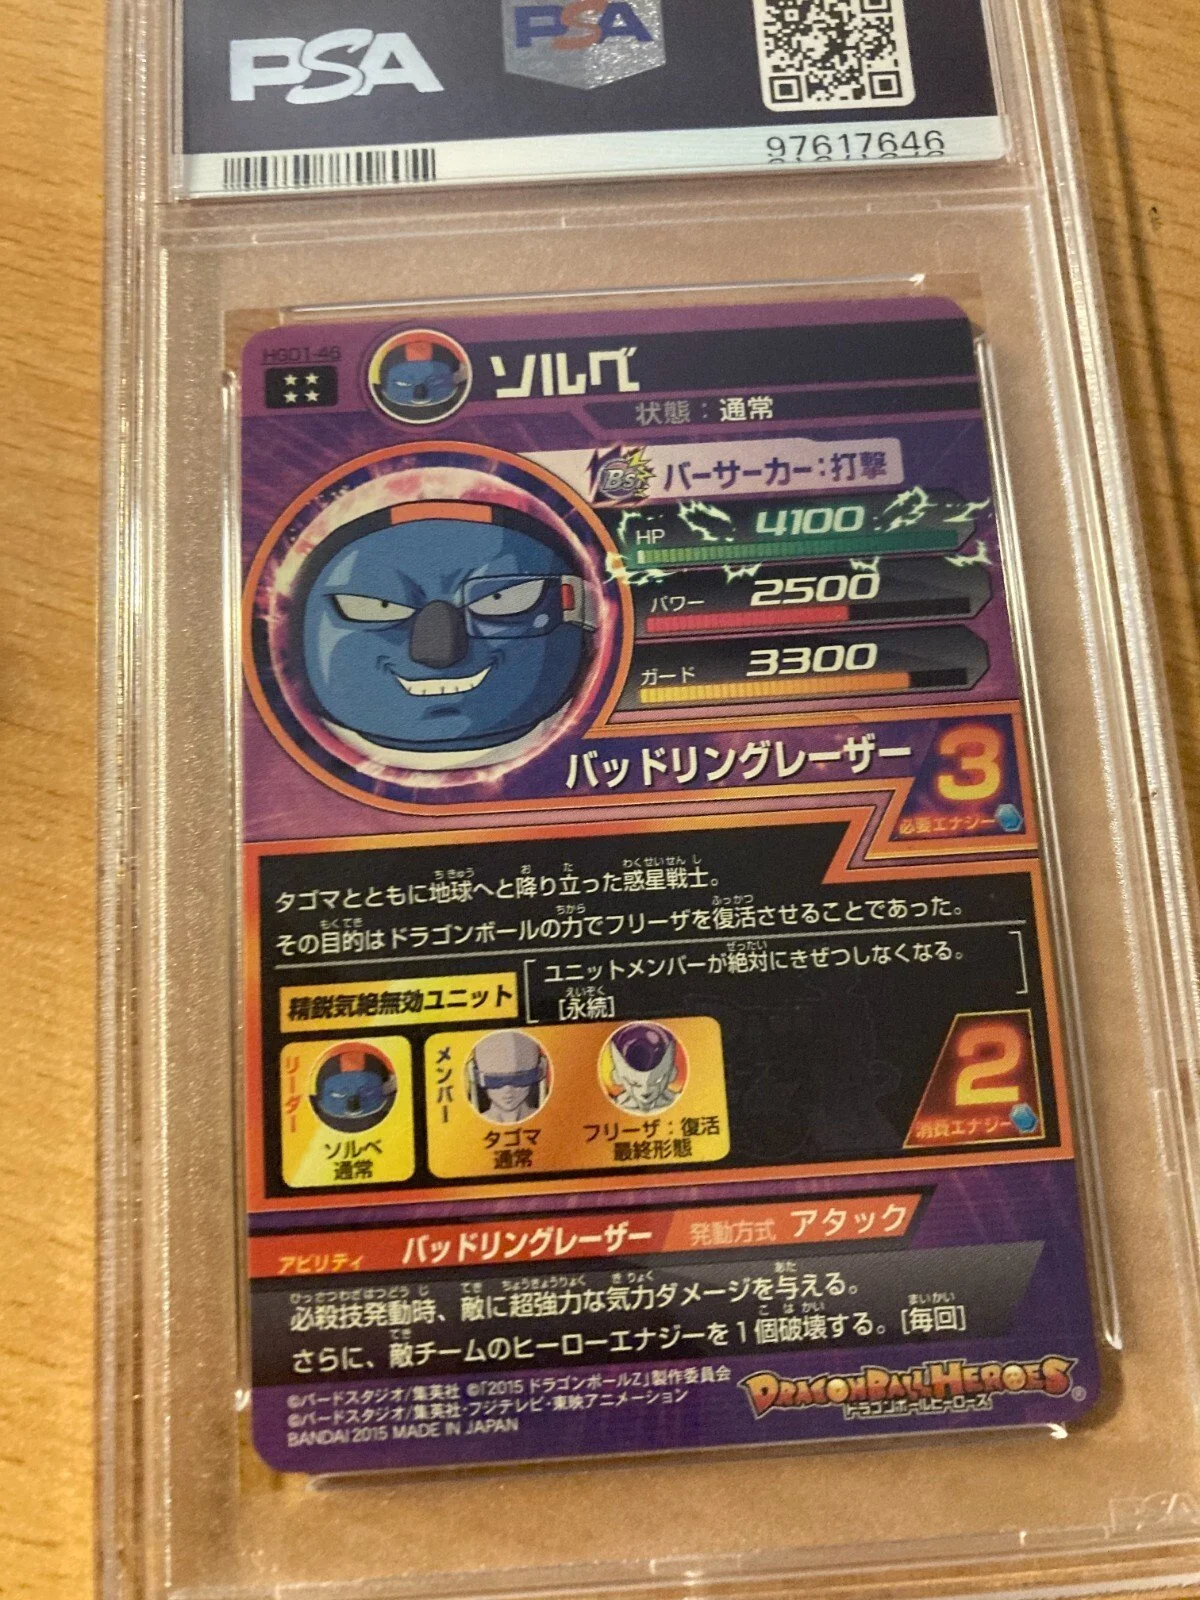 PSA
PSA
97617646
HGD1-46
★★
★★
ソルベ
状態：通常
Bs
バーサーカー：打撃
HP 4100
パワー 2500
ガード 3300
バッドリングレーザー
3
必要エナジー
タゴマとともに地球へと降り立った惑星戦士。
その目的はドラゴンボールの力でフリーザを復活させることであった。
精鋭気絶無効ユニット
ユニットメンバーが絶対にきぜつしなくなる。
[永続]
リーダー
ソルベ
通常
メンバー
タゴマ
通常
フリーザ：復活
最終形態
2
消費エナジー
アビリティ バッドリングレーザー 発動方式 アタック
必殺技発動時、敵に超強力な気力ダメージを与える。
さらに、敵チームのヒーローエナジーを1個破壊する。[毎回]
©バードスタジオ/集英社 ©「2015 ドラゴンボールZ」製作委員会
©バードスタジオ/集英社・フジテレビ・東映アニメーション
BANDAI 2015 MADE IN JAPAN
DRAGONBALL HEROES®
ドラゴンボールヒーローズ
PSA